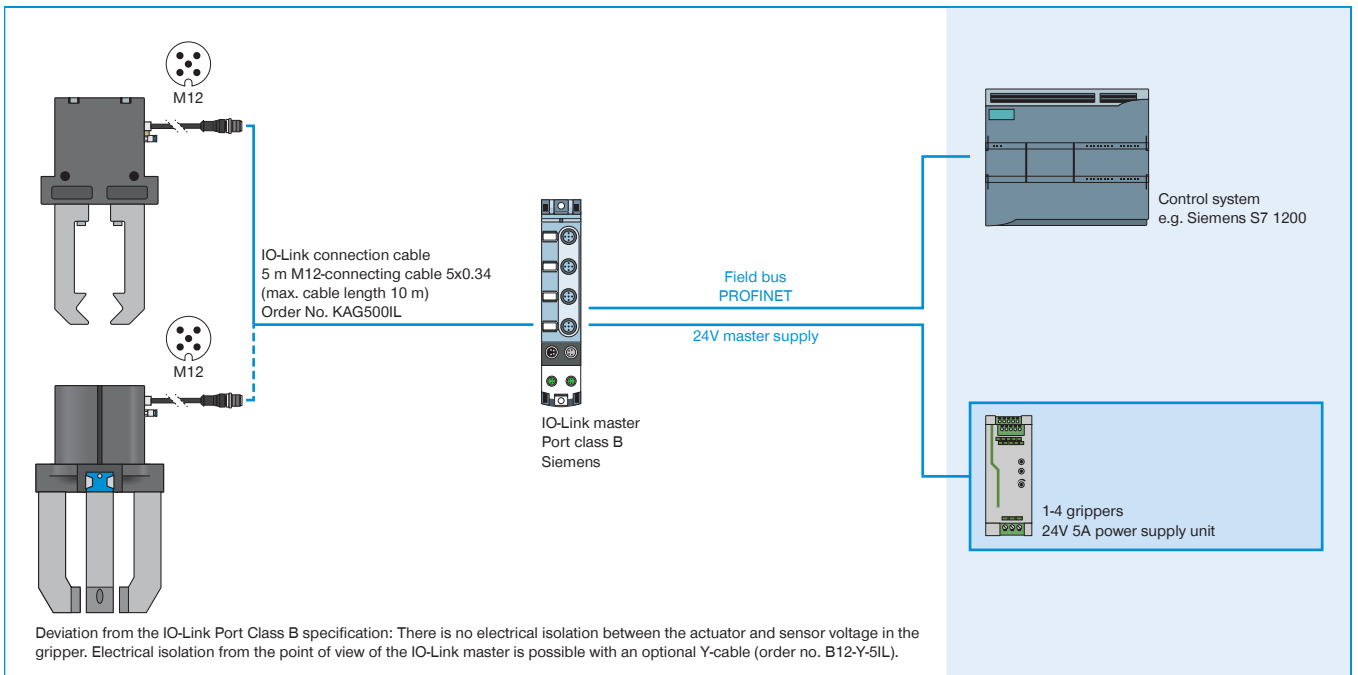 M12
IO-Link connection cable
5 m M12-connecting cable 5x0.34
(max. cable length 10 m)
Order No. KAG500IL
M12
IO-Link master
Port class B
Siemens
Field bus
PROFINET
24V master supply
Control system
e.g. Siemens S7 1200
1-4 grippers
24V 5A power supply unit
Deviation from the IO-Link Port Class B specification: There is no electrical isolation between the actuator and sensor voltage in the
gripper. Electrical isolation from the point of view of the IO-Link master is possible with an optional Y-cable (order no. B12-Y-5IL).